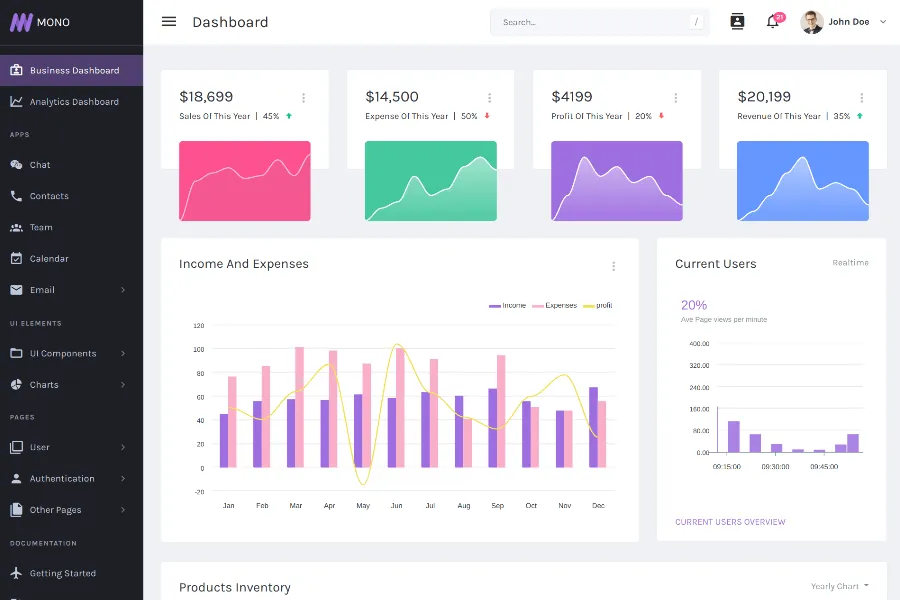 MONO
Dashboard
Search...
/
21
John Doe
Business Dashboard
Analytics Dashboard
APPS
Chat
Contacts
Team
Calendar
Email
UI ELEMENTS
UI Components
Charts
PAGES
User
Authentication
Other Pages
DOCUMENTATION
Getting Started
$18,699
Sales Of This Year | 45%
$14,500
Expense Of This Year | 50%
$4199
Profit Of This Year | 20%
$20,199
Revenue Of This Year | 35%
Income And Expenses
Income Expenses profit
120
100
80
60
40
20
0
-20
Jan Feb Mar Apr May Jun Jul Aug Sep Oct Nov Dec
Current Users
Realtime
20%
Ave Page views per minute
400.00
320.00
240.00
160.00
80.00
0.00
09:15:00 09:30:00 09:45:00
CURRENT USERS OVERVIEW
Products Inventory
Yearly Chart